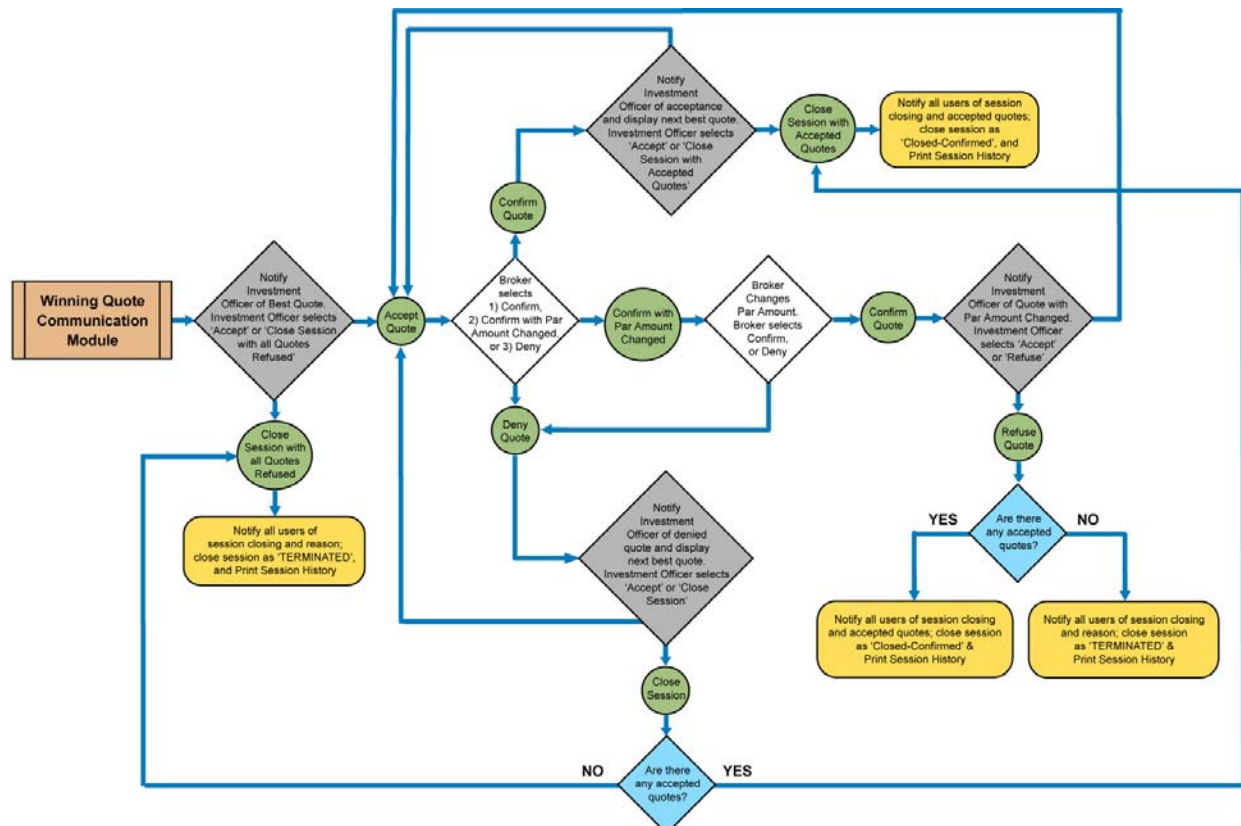 Notify
Investment
Officer of acceptance
and display next best quote.
Investment Officer selects
'Accept' or 'Close
Session with
Accepted
Quotes'
Close
Session with
Accepted
Quotes
Notify all users of session
closing and accepted quotes;
close session as
'Closed-Confirmed', and
Print Session History
Confirm
Quote
Winning Quote
Communication
Module
Notify
Investment
Officer of Best Quote.
Investment Officer selects
'Accept' or 'Close Session
with all Quotes
Refused'
Accept
Quote
Broker
selects
1) Confirm,
2) Confirm with Par
Amount Changed,
or 3) Deny
Confirm with
Par Amount
Changed
Broker
Changes
Par Amount.
Broker selects
Confirm,
or Deny
Confirm
Quote
Notify
Investment
Officer of Quote with
Par Amount Changed.
Investment Officer
selects 'Accept'
or 'Refuse'
Close
Session with
all Quotes
Refused
Deny
Quote
Refuse
Quote
Notify all users of
session closing and reason;
close session as 'TERMINATED',
and Print Session History
Notify
Investment
Officer of denied
quote and display
next best quote.
Investment Officer selects
'Accept' or 'Close
Session'
YES
Are there
any accepted
quotes?
NO
Notify all users of session closing
and accepted quotes; close session
as 'Closed-Confirmed' &
Print Session History
Notify all users of session closing
and reason; close session
as 'TERMINATED' &
Print Session History
Close
Session
NO
Are there
any accepted
quotes?
YES